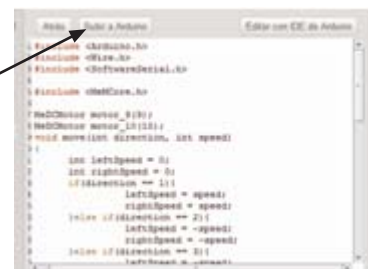 Atrás Subir a Arduino Editar con IDE de Arduino
#include <Arduino.h>
#include <Wire.h>
#include <SoftwareSerial.h>
#include <MeMCore.h>
MeDCMotor motor_9(9);
MeDCMotor motor_10(10);
void move(int direction, int speed)
{
int leftSpeed = 0;
int rightSpeed = 0;
if(direction == 1){
leftSpeed = speed;
rightSpeed = speed;
}else if(direction == 2){
leftSpeed = -speed;
rightSpeed = -speed;
}else if(direction == 3){
leftSpeed = -speed;